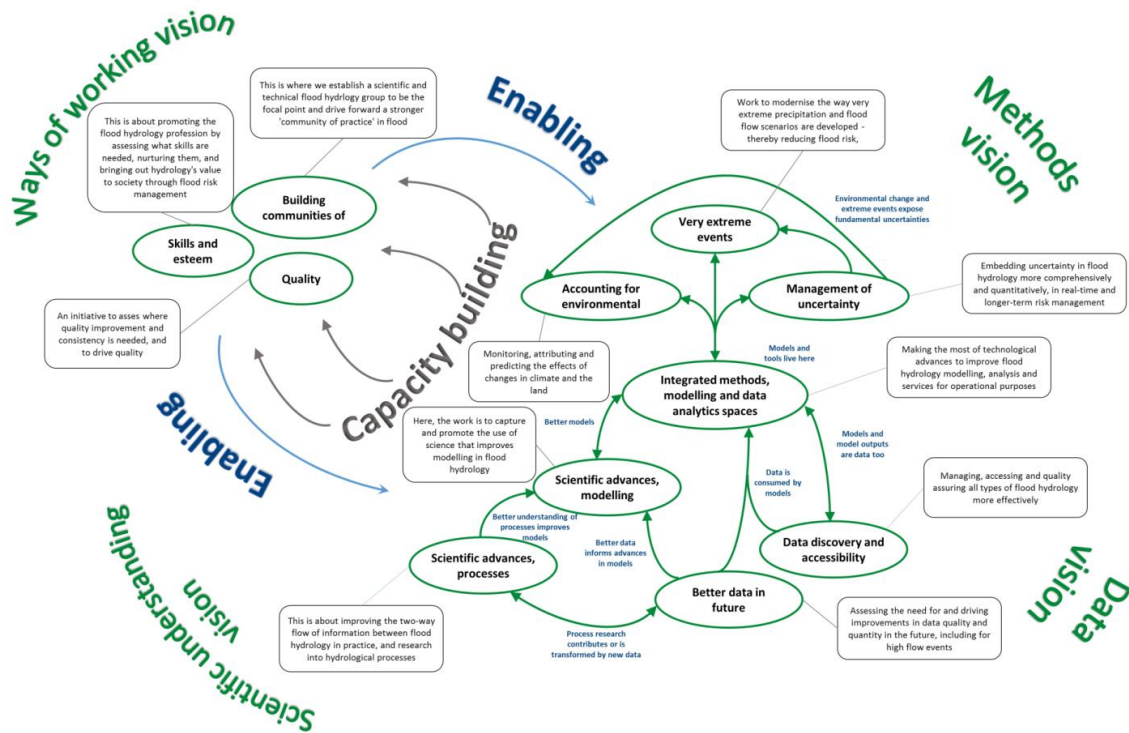 Ways of working vision
Enabling
Methods
vision
This is where we establish a scientific and
technical flood hydrlogy group to be the
focal point and drive forward a stronger
'community of practice' in flood
This is about promoting the
flood hydrology profession by
assessing what skills are
needed, nurturing them, and
bringing out hydrology's value
to society through flood risk
management
Building
communities of
Skills and
esteem
Quality
An initiative to asses where
quality improvement and
consistency is needed, and
to drive quality
Capacity building
Enabling
Work to modernise the way very
extreme precipitation and flood
flow scenarios are developed -
thereby reducing flood risk,
Environmental change and
extreme events expose
fundamental uncertainties
Very extreme
events
Accounting for
environmental
Management of
uncertainty
Embedding uncertainty in flood
hydrology more comprehensively
and quantitatively, in real-time and
longer-term risk management
Monitoring, attributing and
predicting the effects of
changes in climate and the
land
Models and
tools live here
Integrated methods,
modelling and data
analytics spaces
Making the most of technological
advances to improve flood
hydrology modelling, analysis and
services for operational purposes
Here, the work is to capture
and promote the use of
science that improves
modelling in flood
hydrology
Better models
Models and
model outputs
are data too
Data is
consumed by
models
Scientific advances,
modelling
Managing, accessing and quality
assuring all types of flood hydrology
more effectively
Better understanding of
processes improves
models
Better data
informs advances
in models
Data discovery and
accessibility
Scientific advances,
processes
Better data in
future
Data
vision
This is about improving the two-way
flow of information between flood
hydrology in practice, and research
into hydrological processes
Process research
contributes or is
transformed by new data
Assessing the need for and driving
improvements in data quality and
quantity in the future, including for
high flow events
Scientific understanding
vision